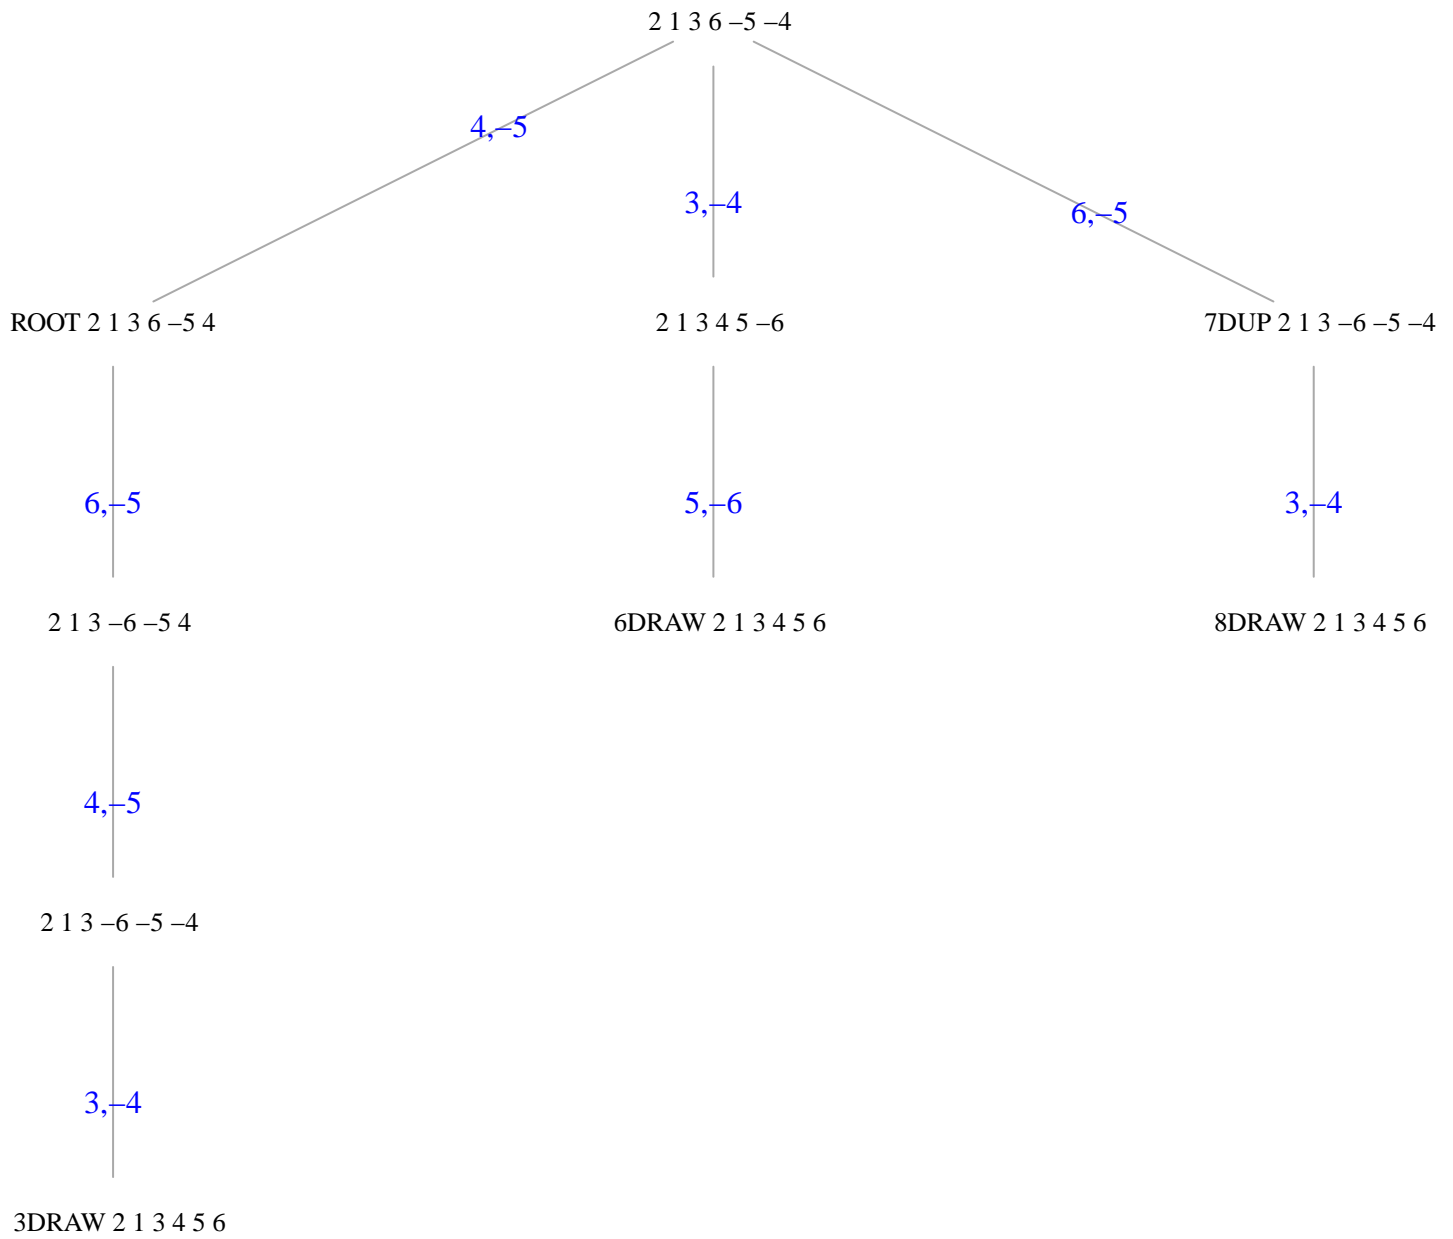 2 1 3 6 –5 –4
4,–5
3,–4
6,–5
ROOT 2 1 3 6 –5 4
2 1 3 4 5 –6
7DUP 2 1 3 –6 –5 –4
6,–5
5,–6
3,–4
2 1 3 –6 –5 4
6DRAW 2 1 3 4 5 6
8DRAW 2 1 3 4 5 6
4,–5
2 1 3 –6 –5 –4
3,–4
3DRAW 2 1 3 4 5 6